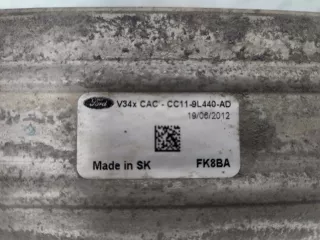 Ford V34x CAC - CC11-9L440-AD
19/06/2012
Made in SK FK8BA